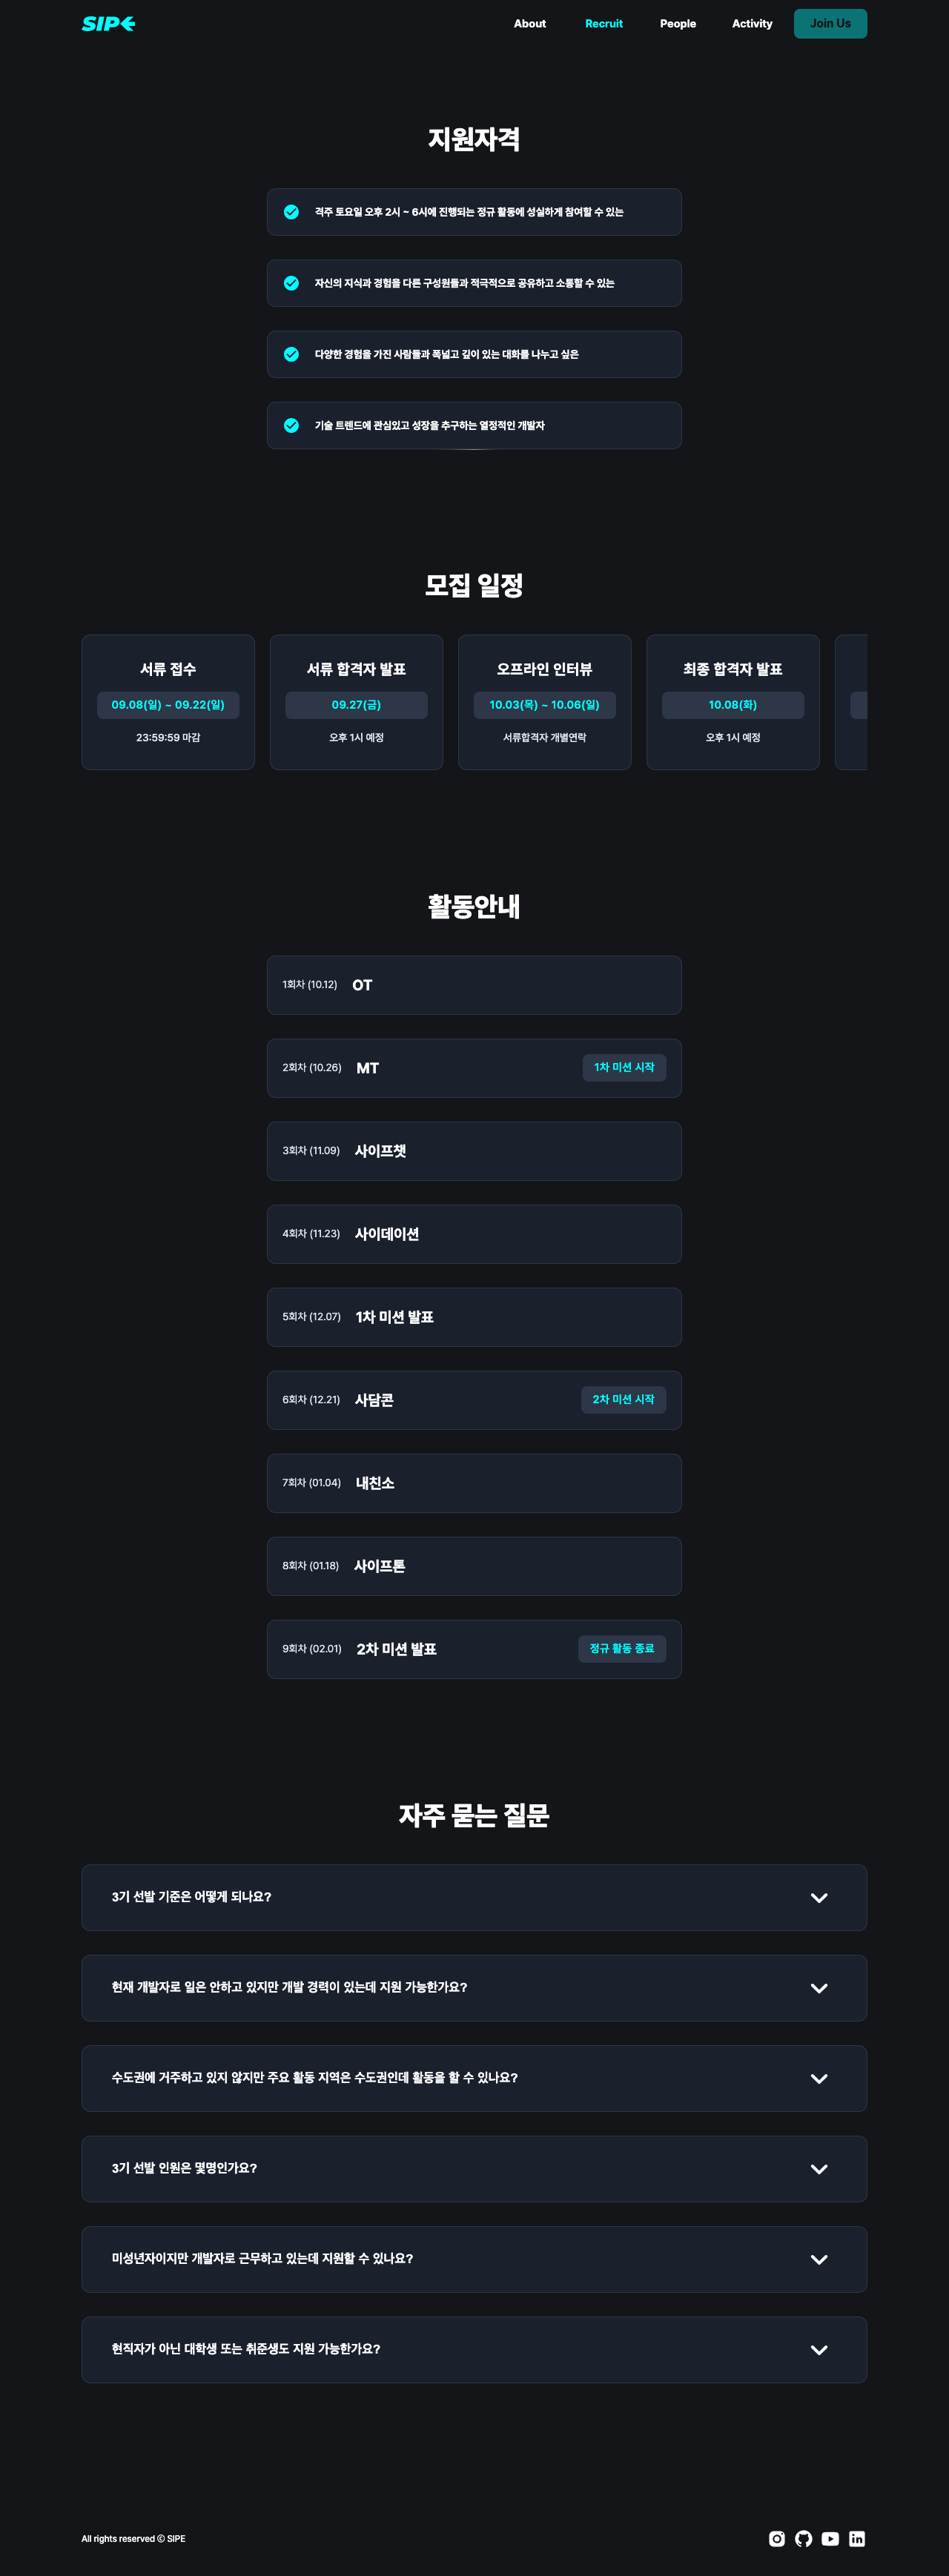 SIPE
About
Recruit
People
Activity
Join Us
지원자격
격주 토요일 오후 2시 ~ 6시에 진행되는 정규 활동에 성실하게 참여할 수 있는
자신의 지식과 경험을 다른 구성원들과 적극적으로 공유하고 소통할 수 있는
다양한 경험을 가진 사람들과 폭넓고 깊이 있는 대화를 나누고 싶은
기술 트렌드에 관심있고 성장을 추구하는 열정적인 개발자
모집 일정
서류 접수
09.08(일) ~ 09.22(일)
23:59:59 마감
서류 합격자 발표
09.27(금)
오후 1시 예정
오프라인 인터뷰
10.03(목) ~ 10.06(일)
서류합격자 개별연락
최종 합격자 발표
10.08(화)
오후 1시 예정
활동안내
1회차 (10.12) OT
2회차 (10.26) MT 1차 미션 시작
3회차 (11.09) 사이프챗
4회차 (11.23) 사이데이션
5회차 (12.07) 1차 미션 발표
6회차 (12.21) 사담콘 2차 미션 시작
7회차 (01.04) 내친소
8회차 (01.18) 사이프톤
9회차 (02.01) 2차 미션 발표 정규 활동 종료
자주 묻는 질문
3기 선발 기준은 어떻게 되나요?
현재 개발자로 일은 안하고 있지만 개발 경력이 있는데 지원 가능한가요?
수도권에 거주하고 있지 않지만 주요 활동 지역은 수도권인데 활동을 할 수 있나요?
3기 선발 인원은 몇명인가요?
미성년자이지만 개발자로 근무하고 있는데 지원할 수 있나요?
현직자가 아닌 대학생 또는 취준생도 지원 가능한가요?
All rights reserved ⓒ SIPE